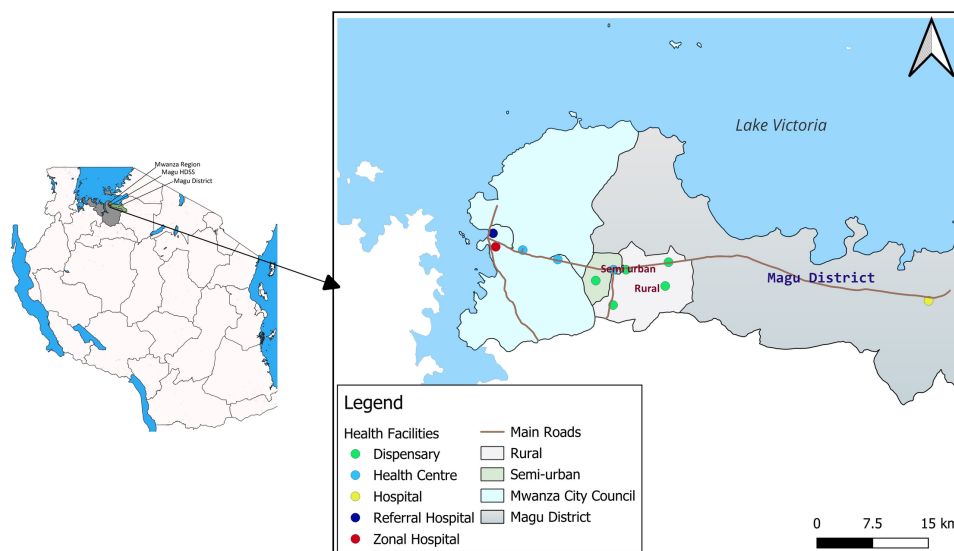 Mwanza Region
Magu HDSS
Magu District
Lake Victoria
Semi urban
Rural
Magu District
Legend
Health Facilities
Dispensary
Health Centre
Hospital
Referral Hospital
Zonal Hospital
Main Roads
Rural
Semi-urban
Mwanza City Council
Magu District
0 7.5 15 km